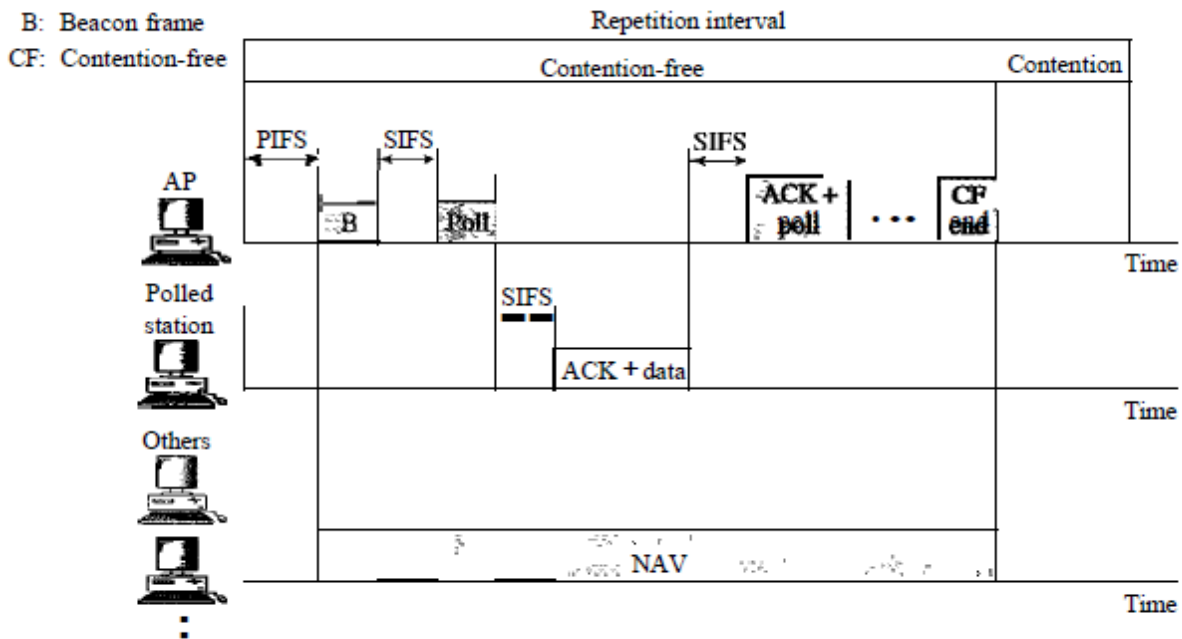 B: Beacon frame
CF: Contention-free
Repetition interval
Contention-free
Contention
PIFS
SIFS
SIFS
AP
B
Poll
ACK +
poll
• • •
CF
end
Time
Polled
station
SIFS
ACK + data
Time
Others
NAV
Time